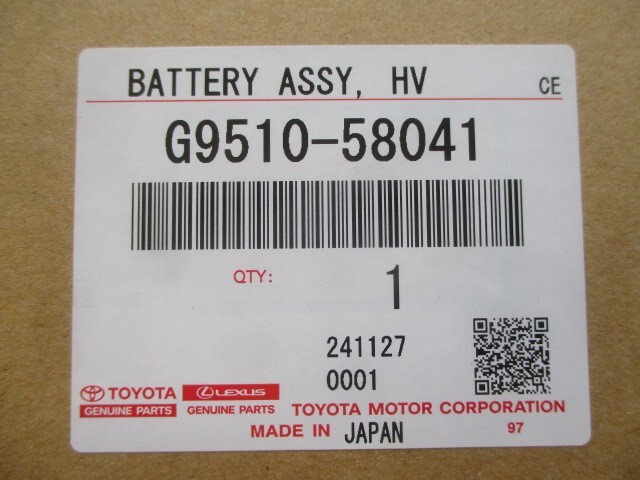 BATTERY ASSY, HV CE
G9510-58041
QTY: 1
241127
0001
TOYOTA LEXUS
GENUINE PARTS GENUINE PARTS TOYOTA MOTOR CORPORATION
MADE IN JAPAN 97